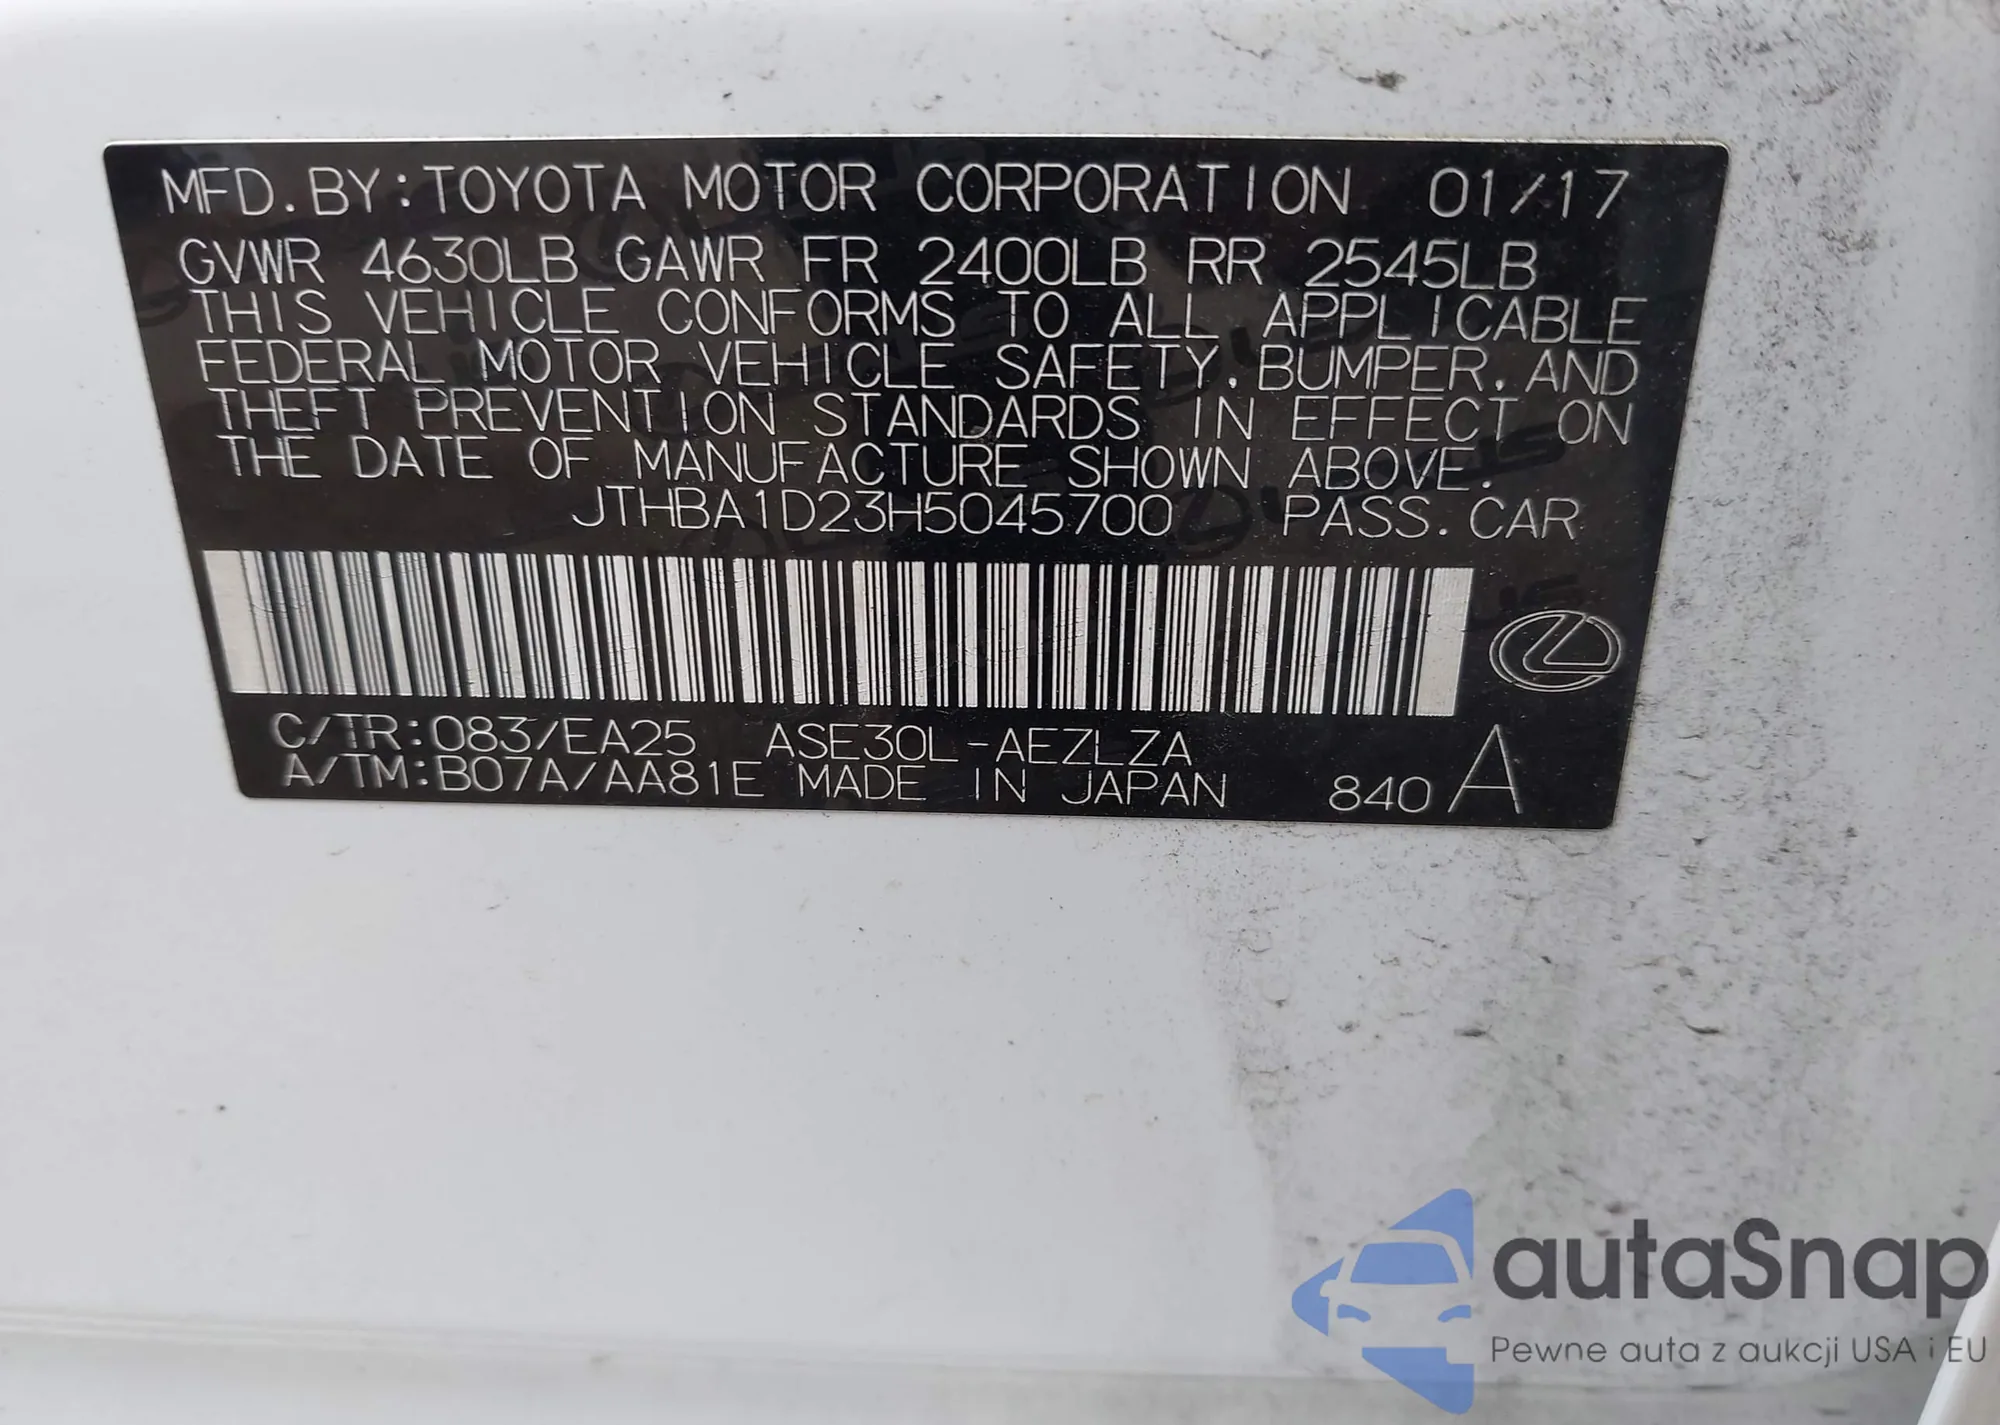 MFD. BY:TOYOTA MOTOR CORPORATION 01/17
GVWR 4630LB GAWR FR 2400LB RR 2545LB
THIS VEHICLE CONFORMS TO ALL APPLICABLE
FEDERAL MOTOR VEHICLE SAFETY, BUMPER, AND
THEFT PREVENTION STANDARDS IN EFFECT ON
THE DATE OF MANUFACTURE SHOWN ABOVE.
JTHBA1D23H5045700 PASS. CAR
C/TR:083/EA25 ASE30L-AEZLZA
A/TM:B07A/AA81E MADE IN JAPAN 840 A
autaSnap
Pewne auta z aukcji USA i EU